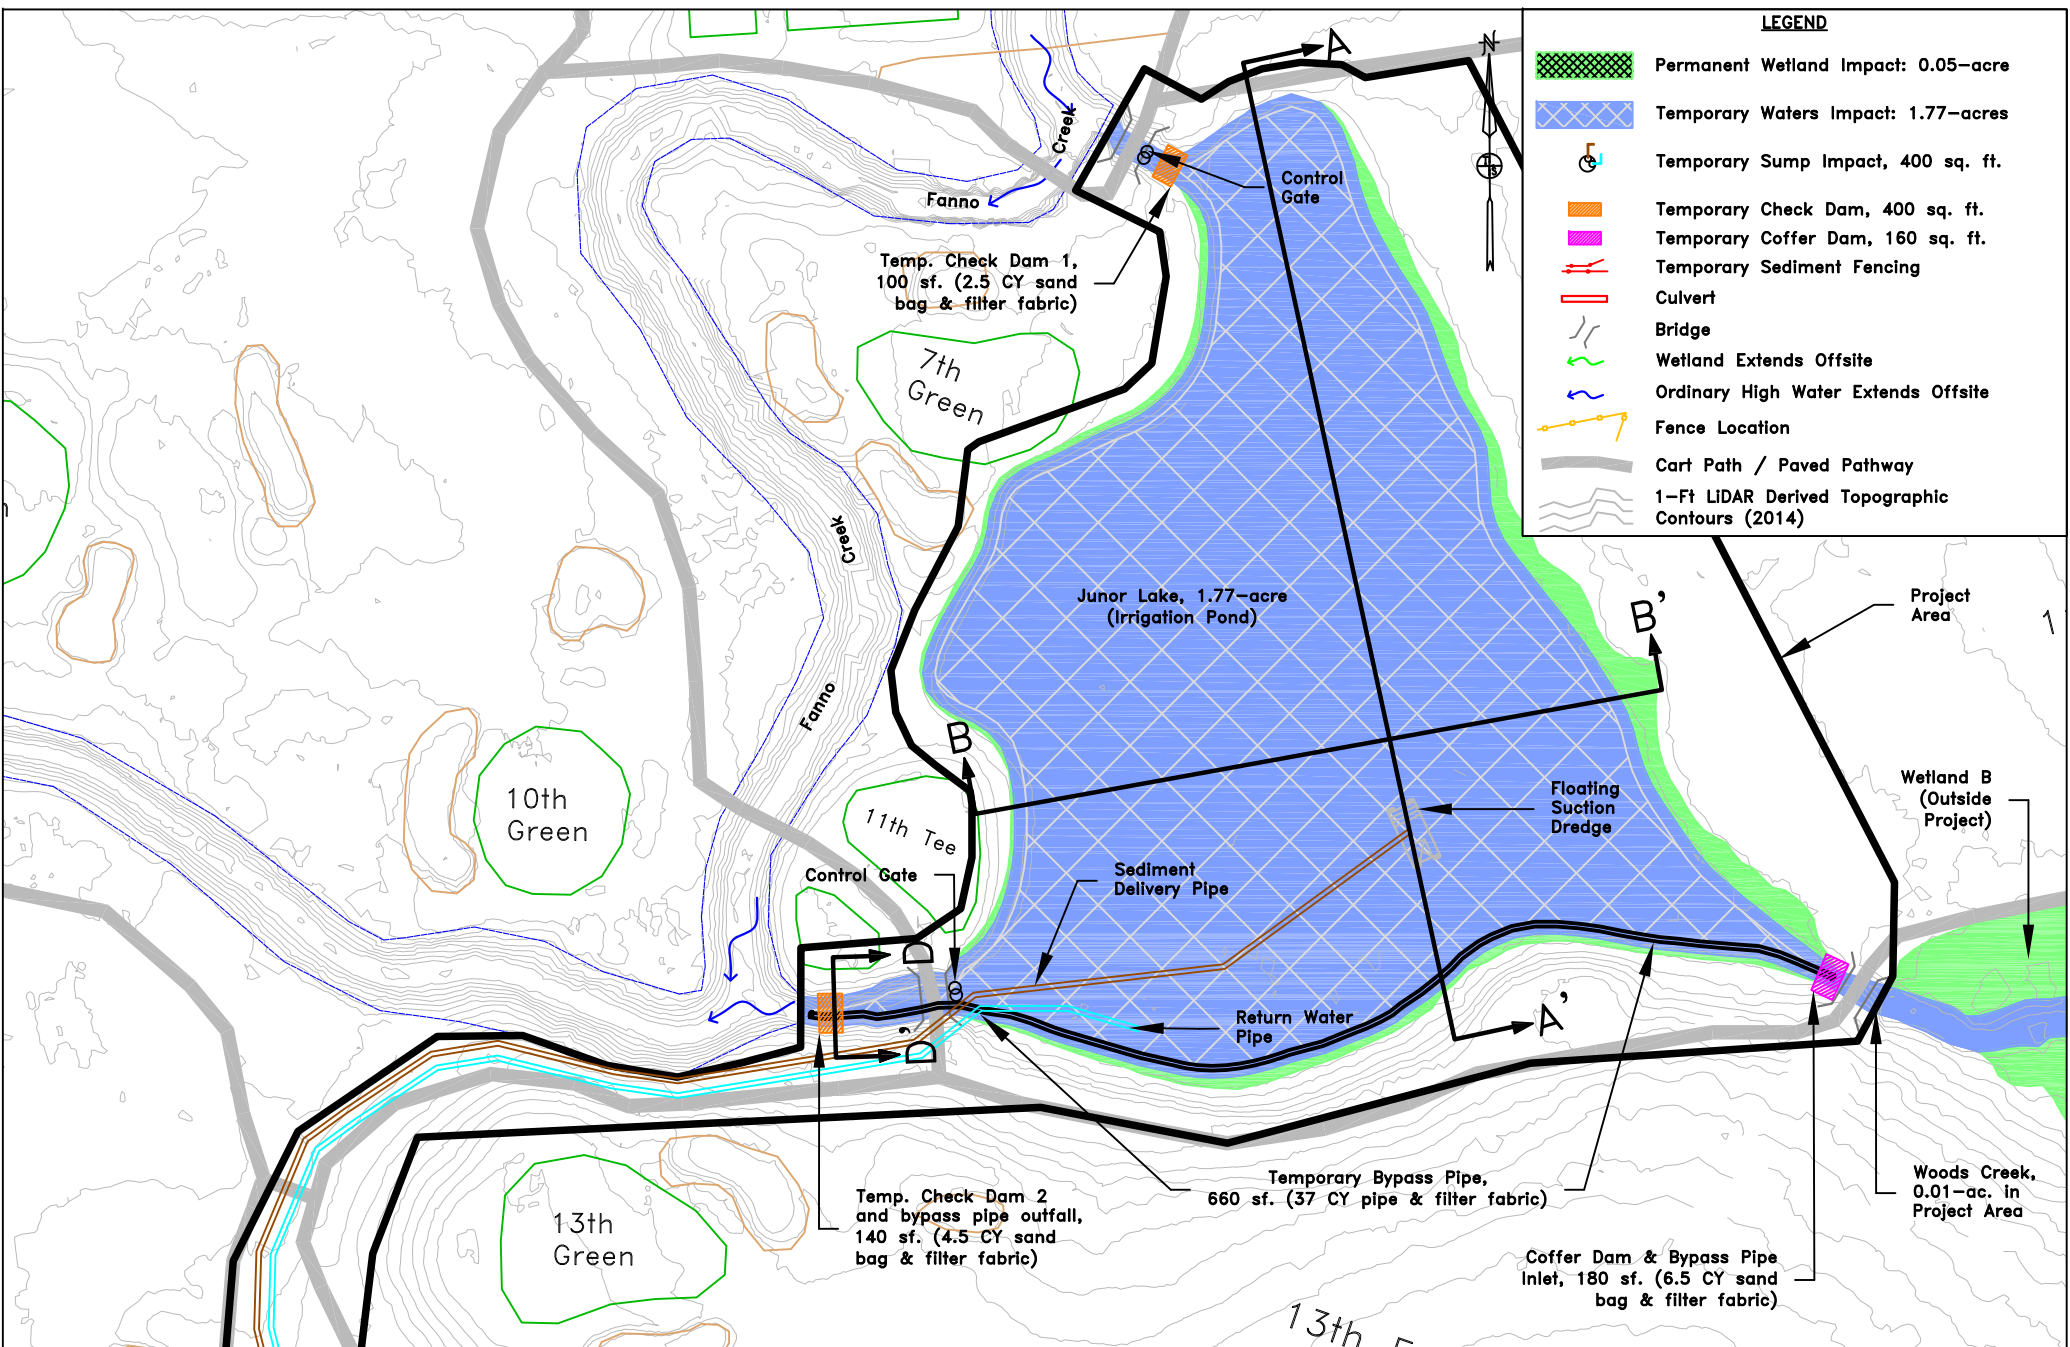 LEGEND
Permanent Wetland Impact: 0.05-acre
Temporary Waters Impact: 1.77-acres
Temporary Sump Impact, 400 sq. ft.
Temporary Check Dam, 400 sq. ft.
Temporary Coffer Dam, 160 sq. ft.
Temporary Sediment Fencing
Culvert
Bridge
Wetland Extends Offsite
Ordinary High Water Extends Offsite
Fence Location
Cart Path / Paved Pathway
1-Ft LiDAR Derived Topographic
Contours (2014)
N
A
Creek
Fanno
Control
Gate
Temp. Check Dam 1,
100 sf. (2.5 CY sand
bag & filter fabric)
7th
Green
Creek
Fanno
Junor Lake, 1.77-acre
(Irrigation Pond)
B'
Project
Area
1
B
10th
Green
11th Tee
Control Gate
Sediment
Delivery Pipe
Floating
Suction
Dredge
Wetland B
(Outside
Project)
D
D'
Return Water
Pipe
A'
Temp. Check Dam 2
and bypass pipe outfall,
140 sf. (4.5 CY sand
bag & filter fabric)
Temporary Bypass Pipe,
660 sf. (37 CY pipe & filter fabric)
Woods Creek,
0.01-ac. in
Project Area
Coffer Dam & Bypass Pipe
Inlet, 180 sf. (6.5 CY sand
bag & filter fabric)
13th
Green
13th